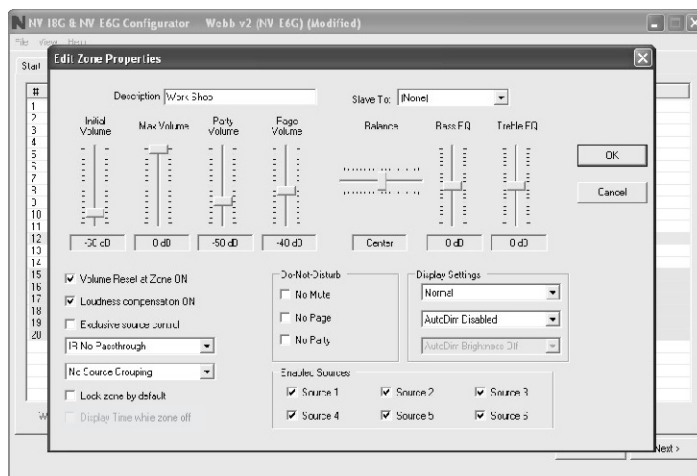 NV I8G & NV E6G Configurator - Webb v2 (NV E6G) (Modified)
File View Help
Start
Edit Zone Properties
Description Work Shop
Slave To: (None)
#
1
2
3
4
5
6
7
8
9
10
11
12
13
14
15
16
17
18
19
20
Initial Volume
Max Volume
Party Volume
Page Volume
Balance
Bass EQ
Treble EQ
OK
Cancel
0 dB
-50 dB
-40 dB
Center
0 dB
0 dB
Volume Reset at Zone ON
Loudness compensation ON
Exclusive source control
IR No Passthrough
No Source Grouping
Lock zone by default
Display Time while zone off
Do-Not-Disturb
No Mute
No Page
No Party
Display Settings
Normal
AutoDim Disabled
AutoDim Brightness Off
Enabled Sources
Source 1
Source 2
Source 3
Source 4
Source 5
Source 6
Next >